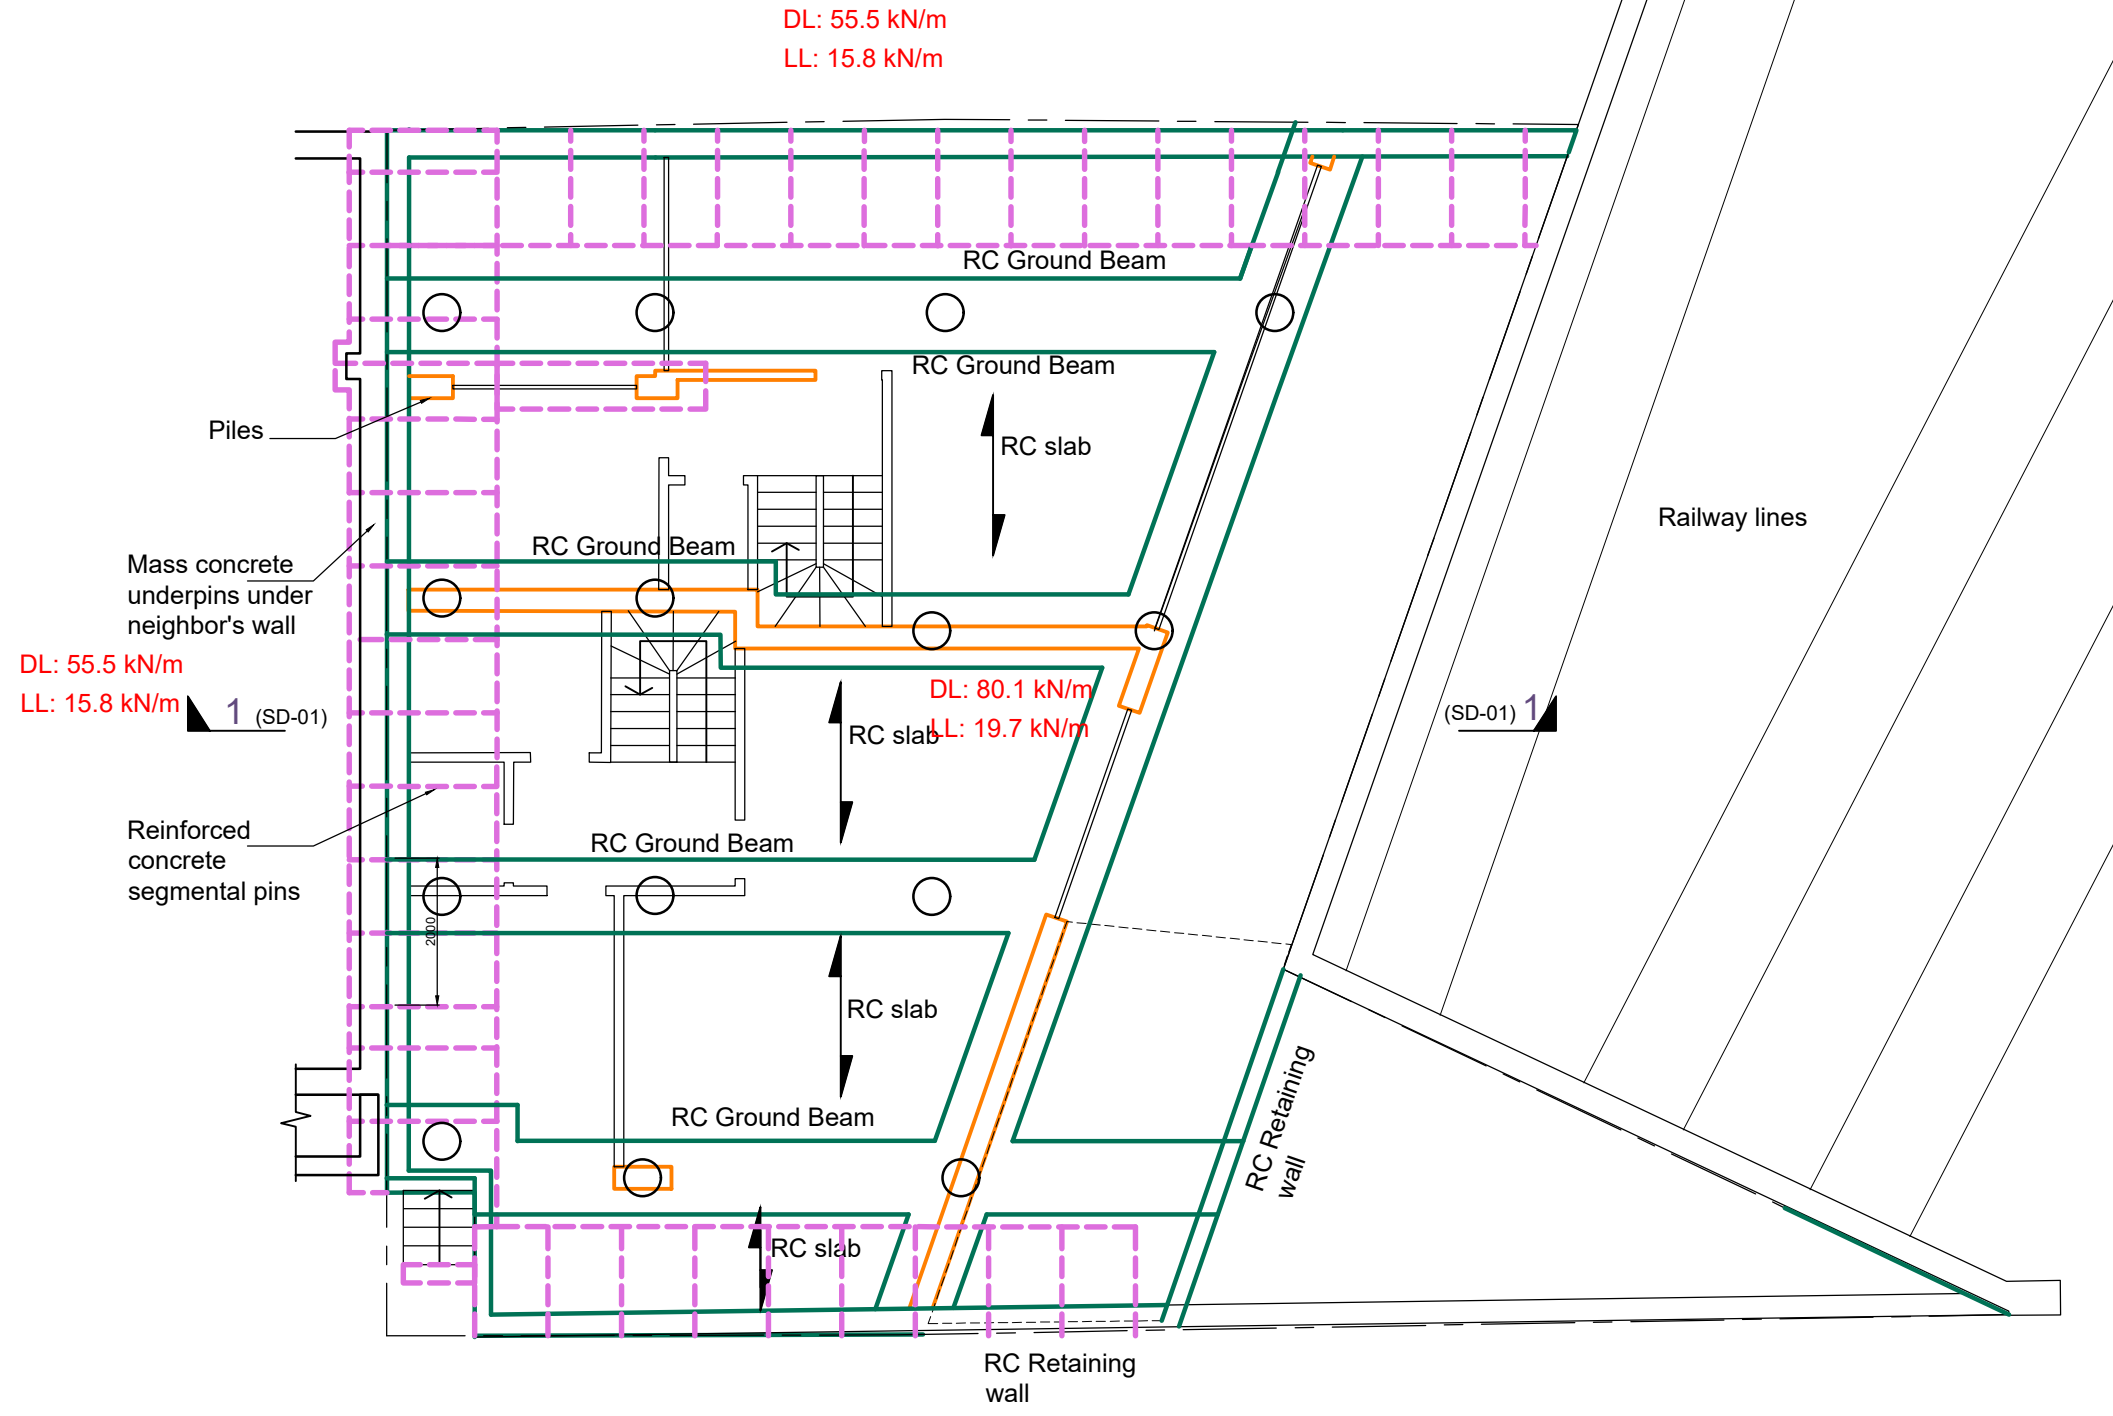 DL: 55.5 kN/m
LL: 15.8 kN/m
RC Ground Beam
RC Ground Beam
Piles
RC slab
Railway lines
RC Ground Beam
Mass concrete
underpins under
neighbor's wall
DL: 55.5 kN/m
LL: 15.8 kN/m
1 (SD-01)
DL: 80.1 kN/m
LL: 19.7 kN/m
RC slab
(SD-01) 1
Reinforced
concrete
segmental pins
RC Ground Beam
2000
RC slab
RC Ground Beam
RC Retaining
wall
RC slab
RC Retaining
wall